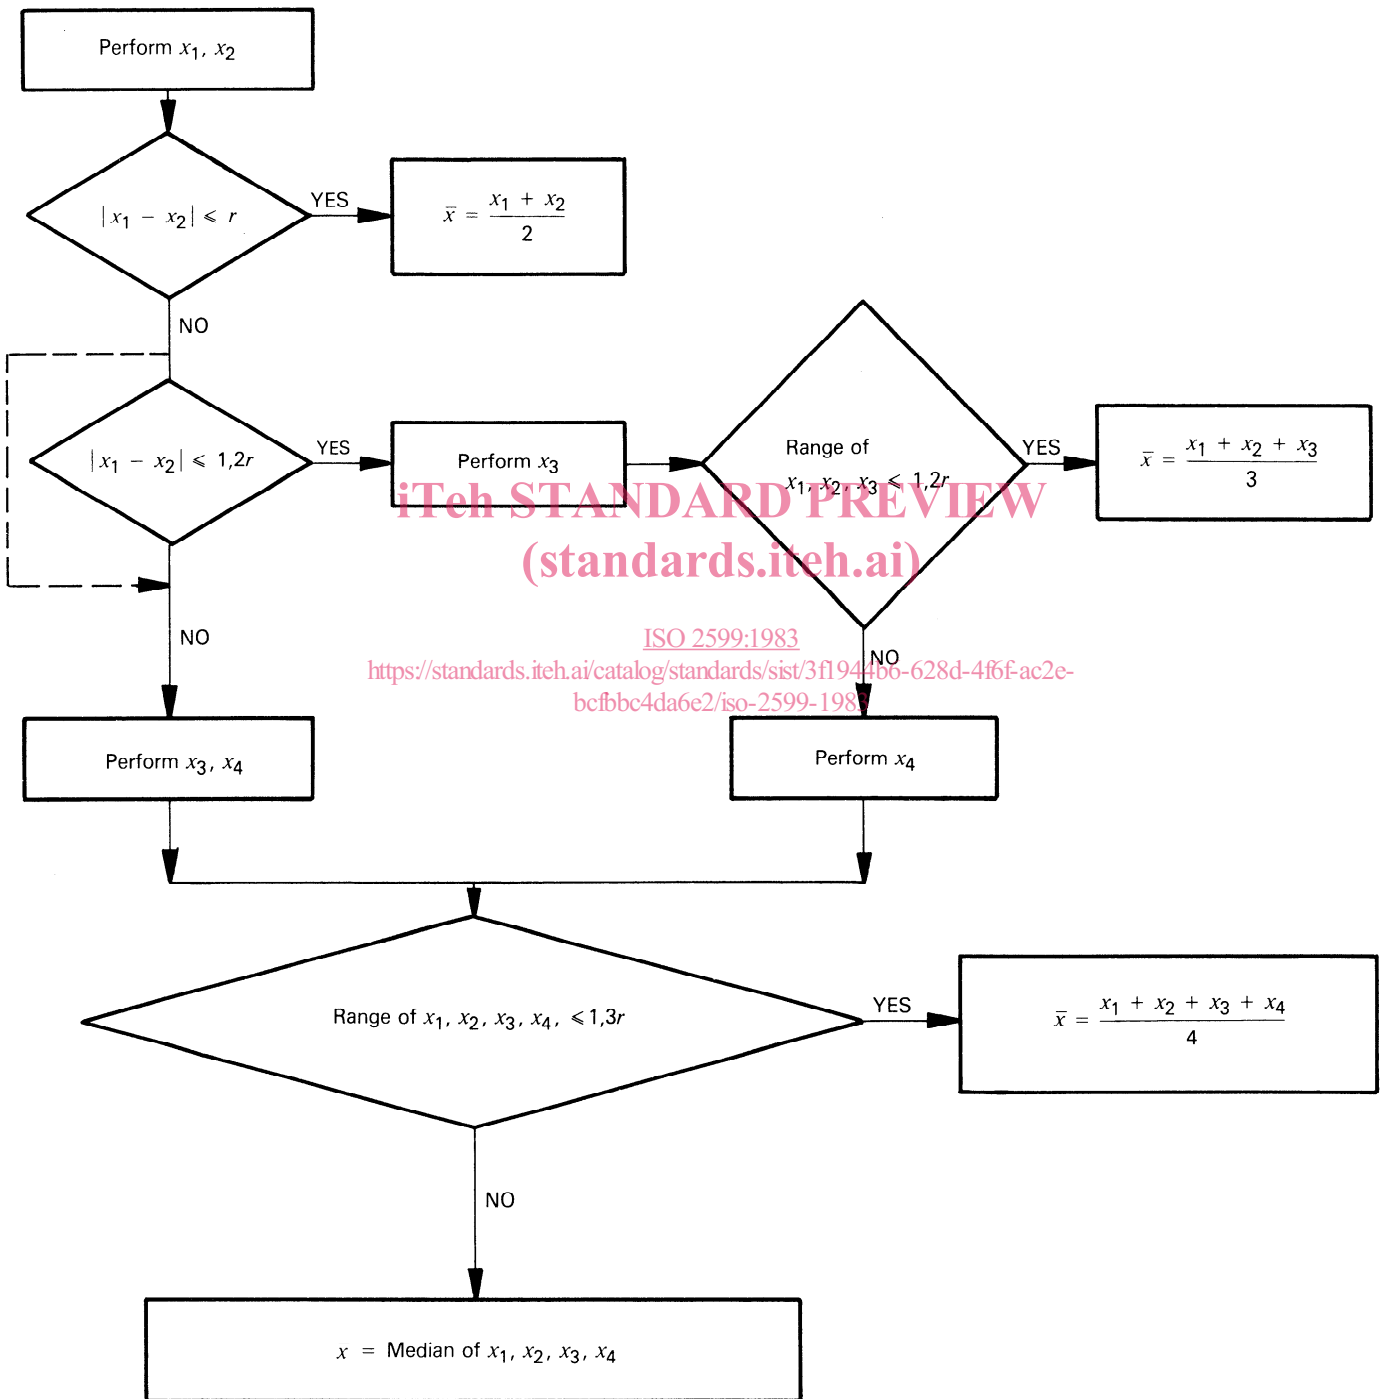 Perform x1, x2
|x1 − x2| ⩽ r
YES
x̄ = (x1 + x2) / 2
NO
|x1 − x2| ⩽ 1,2r
YES
Perform x3
Range of
x1, x2, x3 ⩽ 1,2r
YES
x̄ = (x1 + x2 + x3) / 3
iTeh STANDARD PREVIEW
(standards.iteh.ai)
ISO 2599:1983
https://standards.iteh.ai/catalog/standards/sist/3f1944b6-628d-4f6f-ac2e-
bcfbbc4da6e2/iso-2599-1983
NO
NO
Perform x3, x4
Perform x4
Range of x1, x2, x3, x4, ⩽1,3r
YES
x̄ = (x1 + x2 + x3 + x4) / 4
NO
x = Median of x1, x2, x3, x4